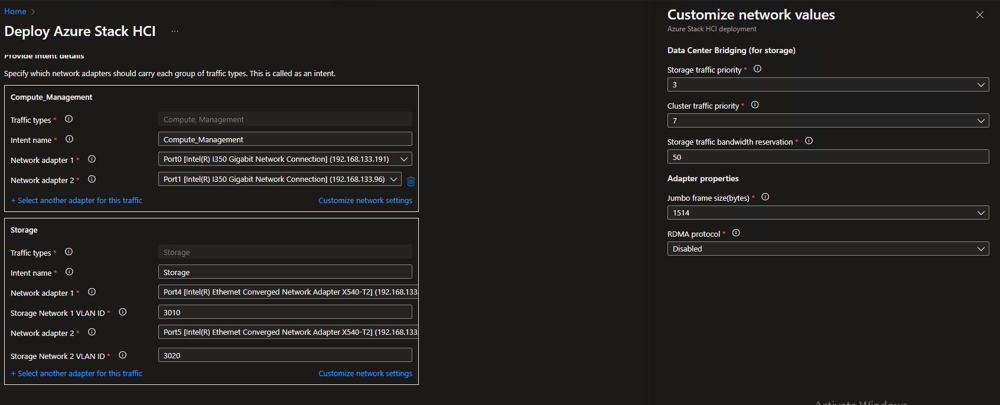 Home
Deploy Azure Stack HCI ...
Provide intent details
Specify which network adapters should carry each group of traffic types. This is called as an intent.
Compute_Management
Traffic types *
Compute, Management
Intent name *
Compute_Management
Network adapter 1 *
Port0 [Intel(R) I350 Gigabit Network Connection] (192.168.133.191)
Network adapter 2 *
Port1 [Intel(R) I350 Gigabit Network Connection] (192.168.133.96)
+ Select another adapter for this traffic
Customize network settings
Storage
Traffic types *
Storage
Intent name *
Storage
Network adapter 1 *
Port4 [Intel(R) Ethernet Converged Network Adapter X540-T2] (192.168.133.
Storage Network 1 VLAN ID *
3010
Network adapter 2 *
Port5 [Intel(R) Ethernet Converged Network Adapter X540-T2] (192.168.133.
Storage Network 2 VLAN ID *
3020
+ Select another adapter for this traffic
Customize network settings
Customize network values
Azure Stack HCI deployment
Data Center Bridging (for storage)
Storage traffic priority *
3
Cluster traffic priority *
7
Storage traffic bandwidth reservation *
50
Adapter properties
Jumbo frame size(bytes) *
1514
RDMA protocol *
Disabled
Activate Windows